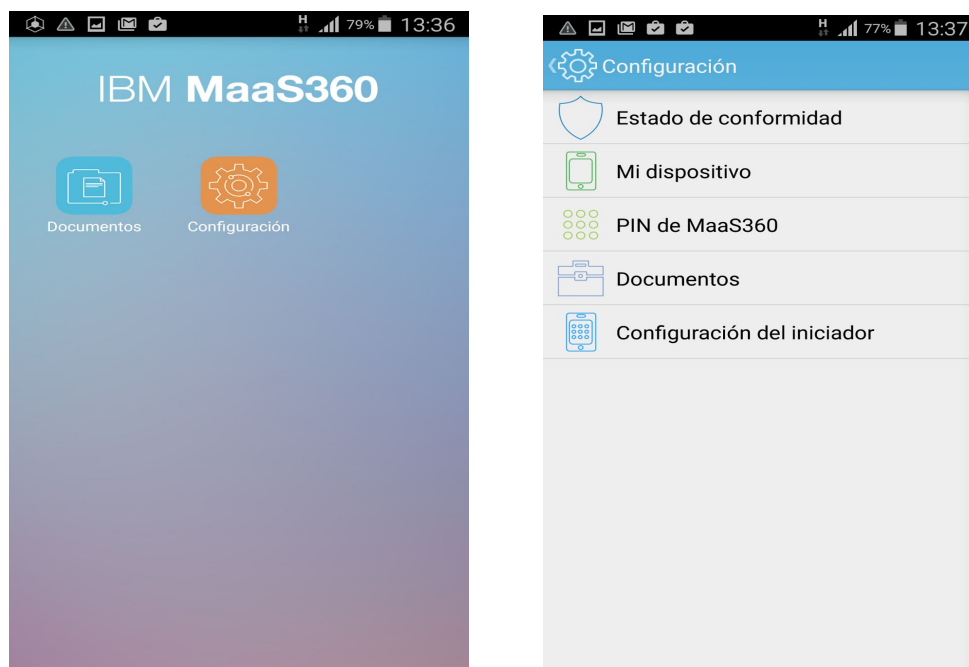 H 79% 13:36
IBM MaaS360
Documentos Configuración
H 77% 13:37
Configuración
Estado de conformidad
Mi dispositivo
PIN de MaaS360
Documentos
Configuración del iniciador